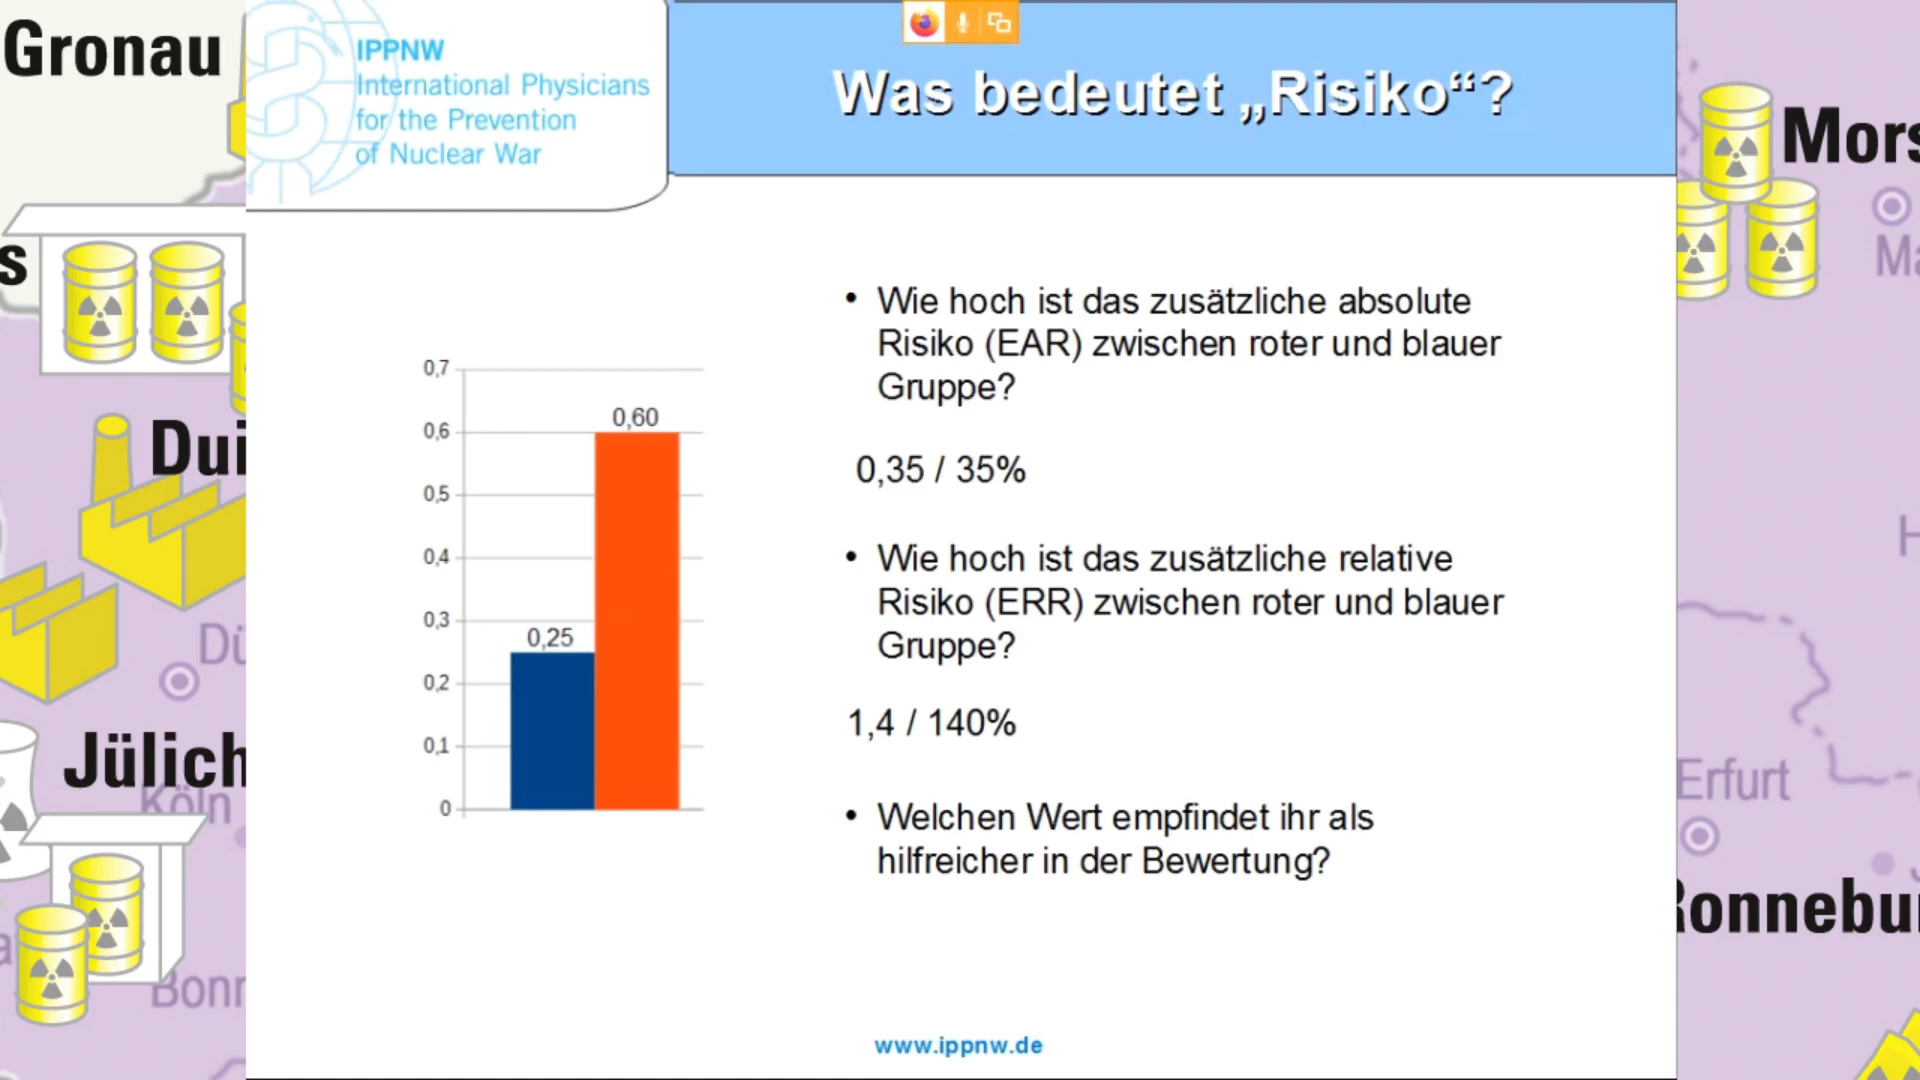 Gronau
s
Dui
Dü
Jülich
Köln
Bonn
IPPNW
International Physicians
for the Prevention
of Nuclear War
Was bedeutet „Risiko“?
0,7
0,6
0,5
0,4
0,3
0,2
0,1
0
0,60
0,25
• Wie hoch ist das zusätzliche absolute
Risiko (EAR) zwischen roter und blauer
Gruppe?
0,35 / 35%
• Wie hoch ist das zusätzliche relative
Risiko (ERR) zwischen roter und blauer
Gruppe?
1,4 / 140%
• Welchen Wert empfindet ihr als
hilfreicher in der Bewertung?
www.ippnw.de
Mors
Ma
H
Erfurt
Ronnebu